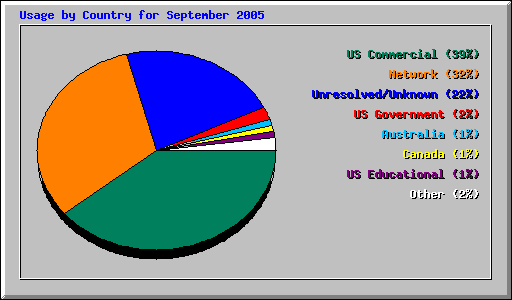 Usage by Country for September 2005
US Commercial (39%)
Network (32%)
Unresolved/Unknown (22%)
US Government (2%)
Australia (1%)
Canada (1%)
US Educational (1%)
Other (2%)